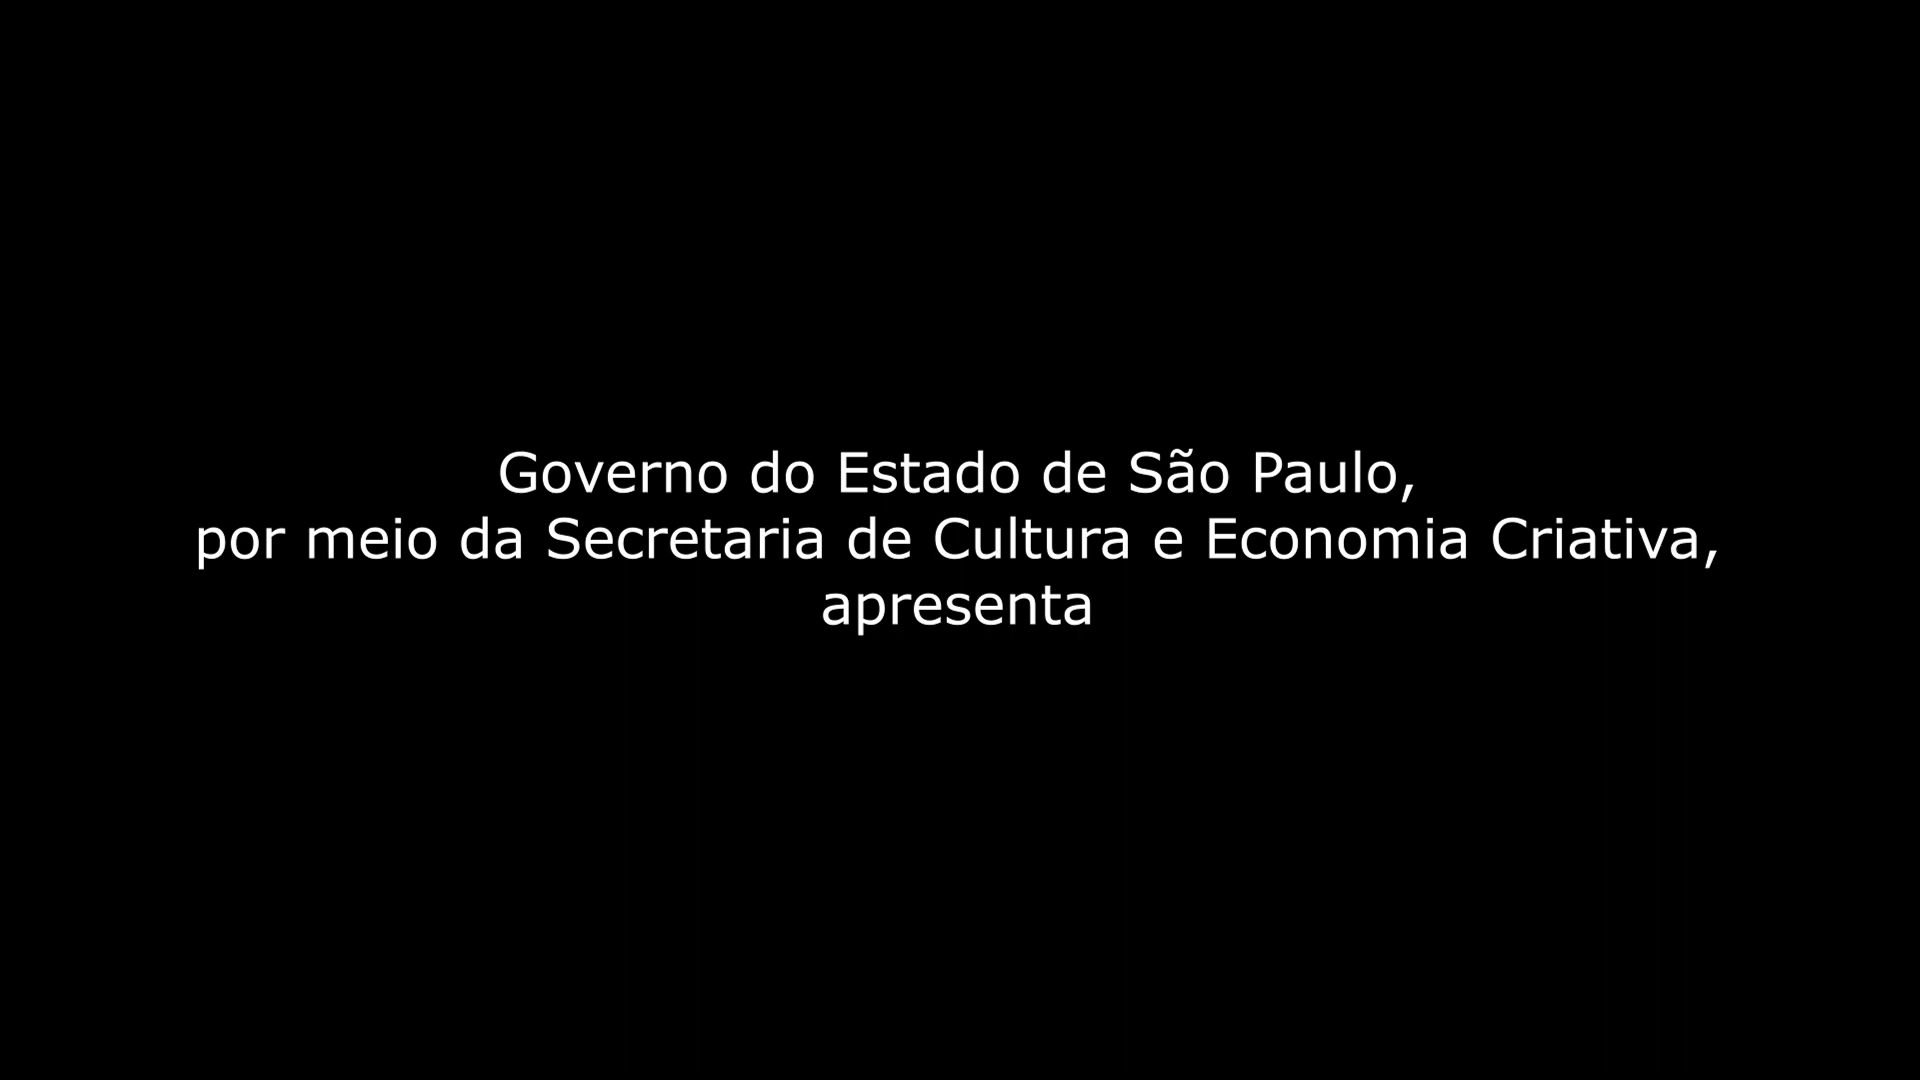 Governo do Estado de São Paulo,
por meio da Secretaria de Cultura e Economia Criativa,
apresenta